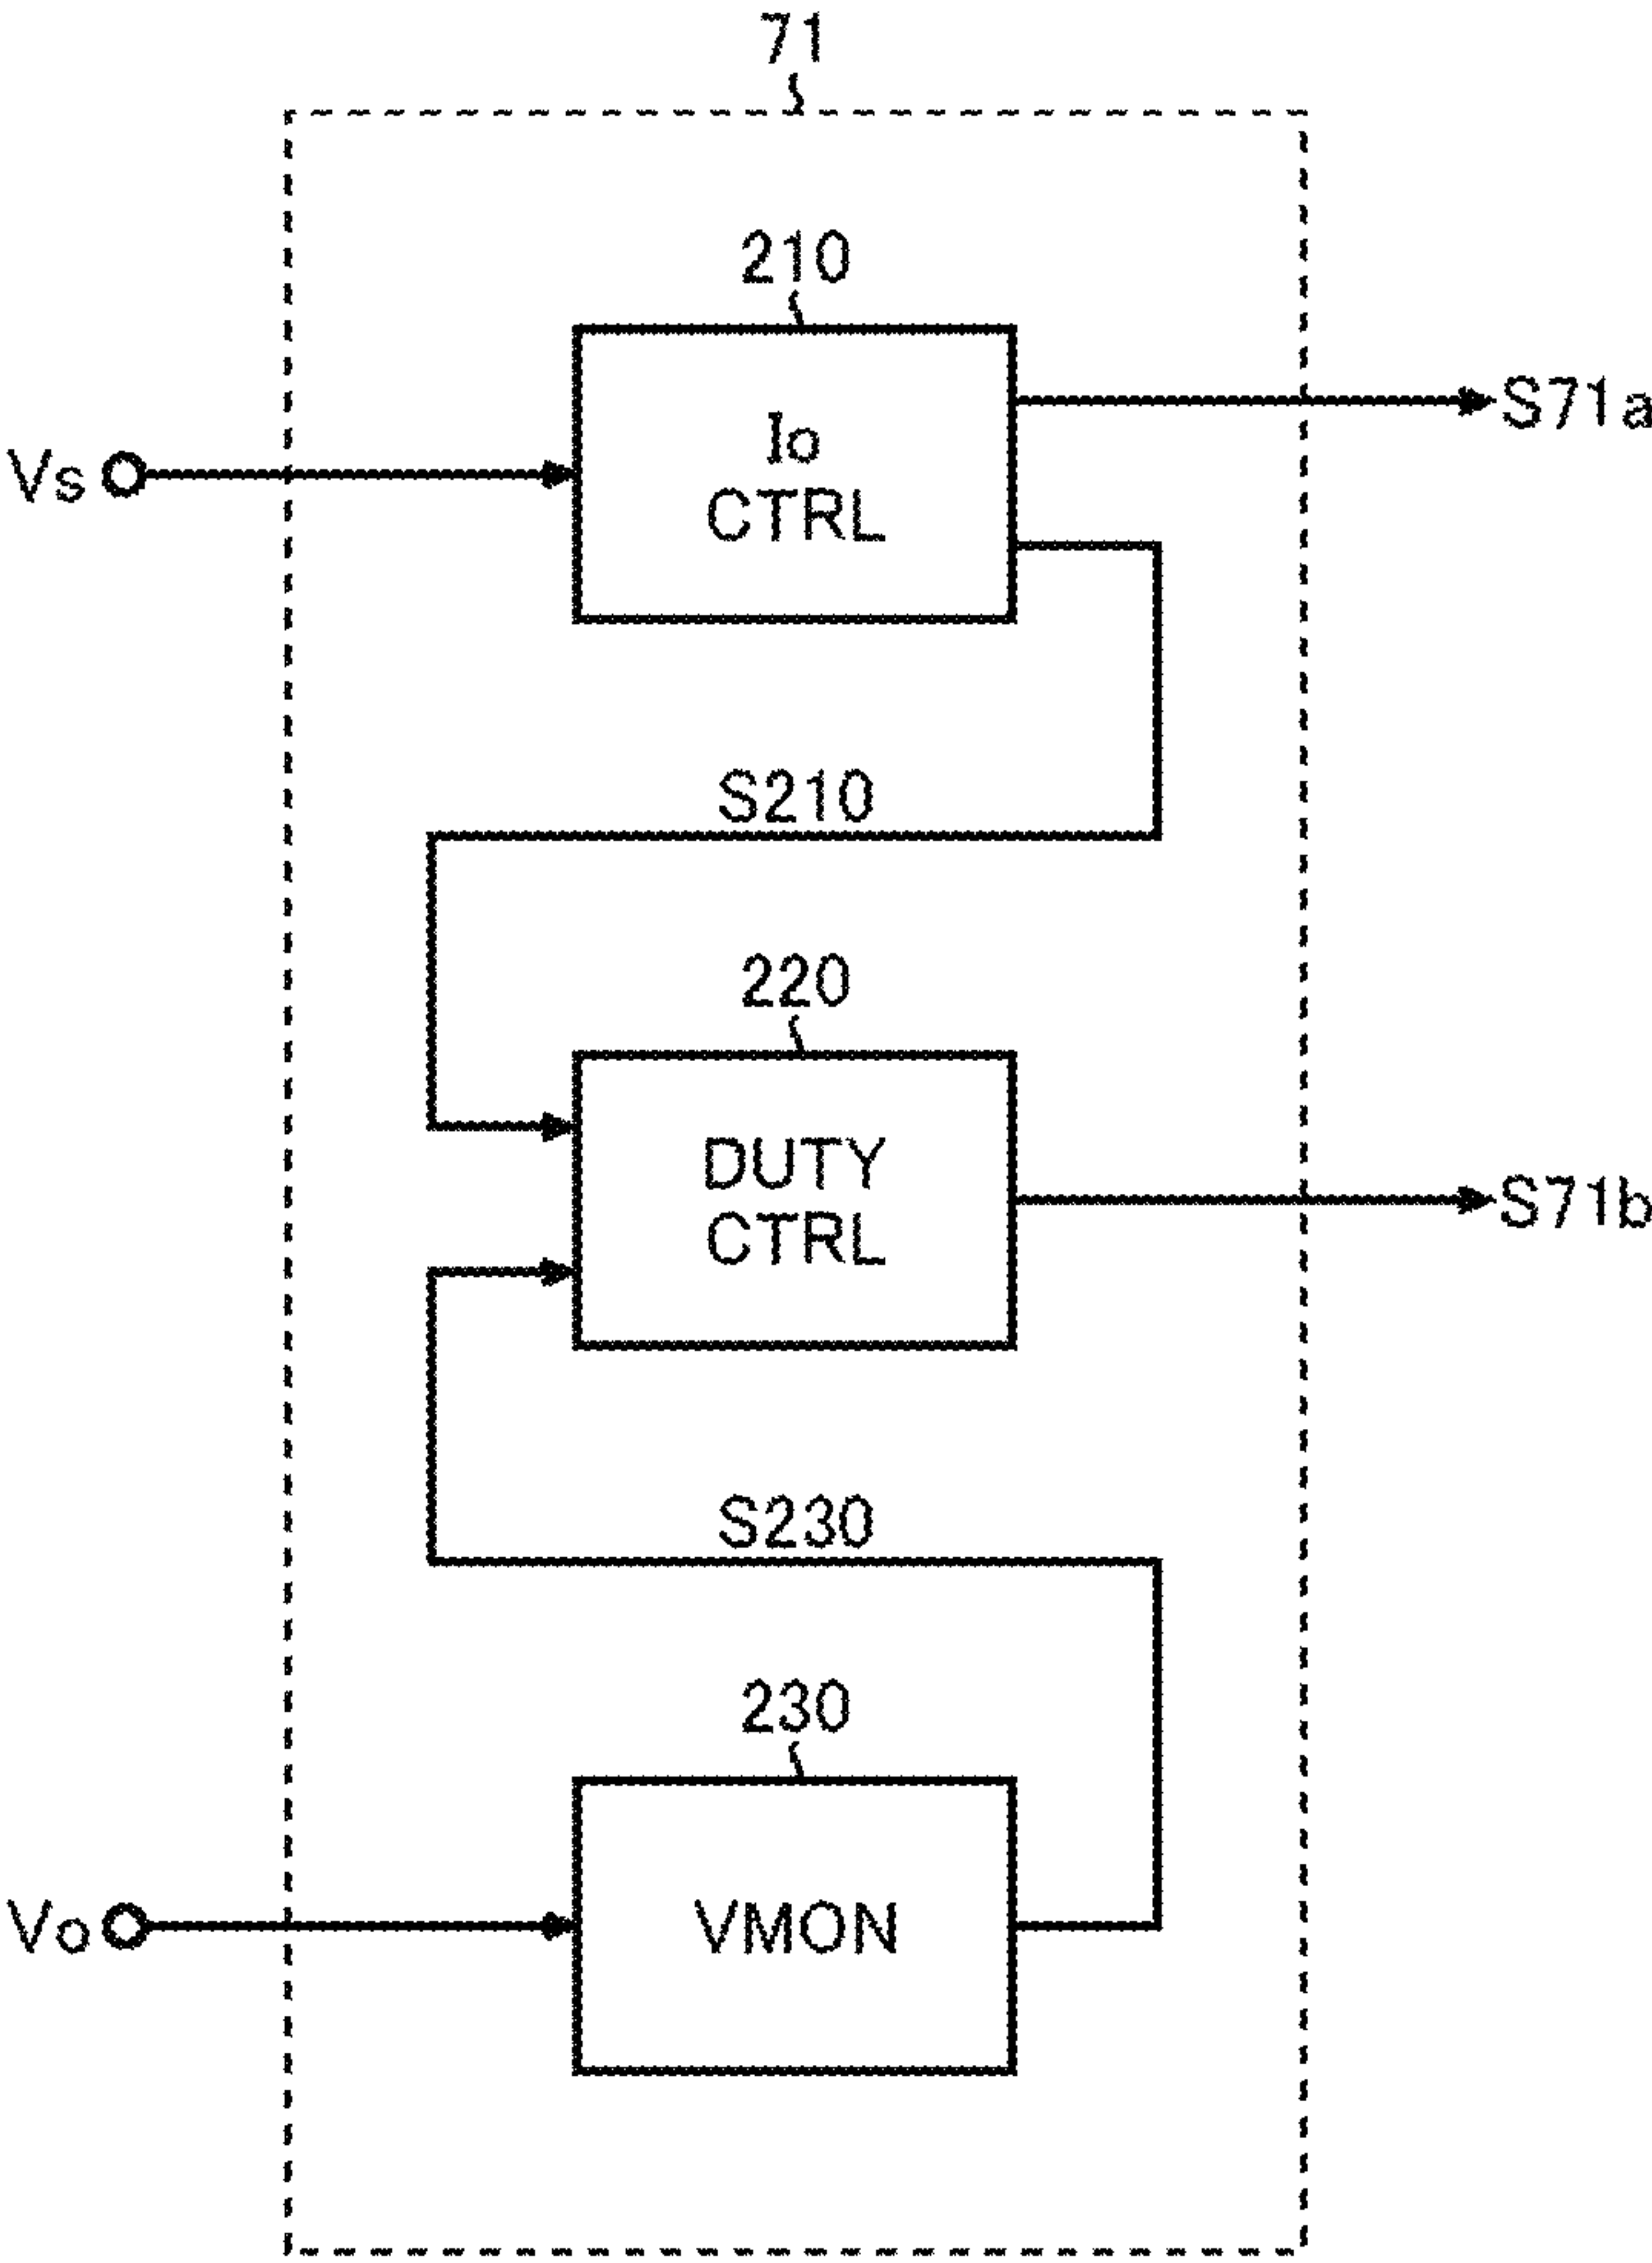 71
210
Io
CTRL
S71a
Vs
S210
220
DUTY
CTRL
S71b
S230
230
VMON
Vo